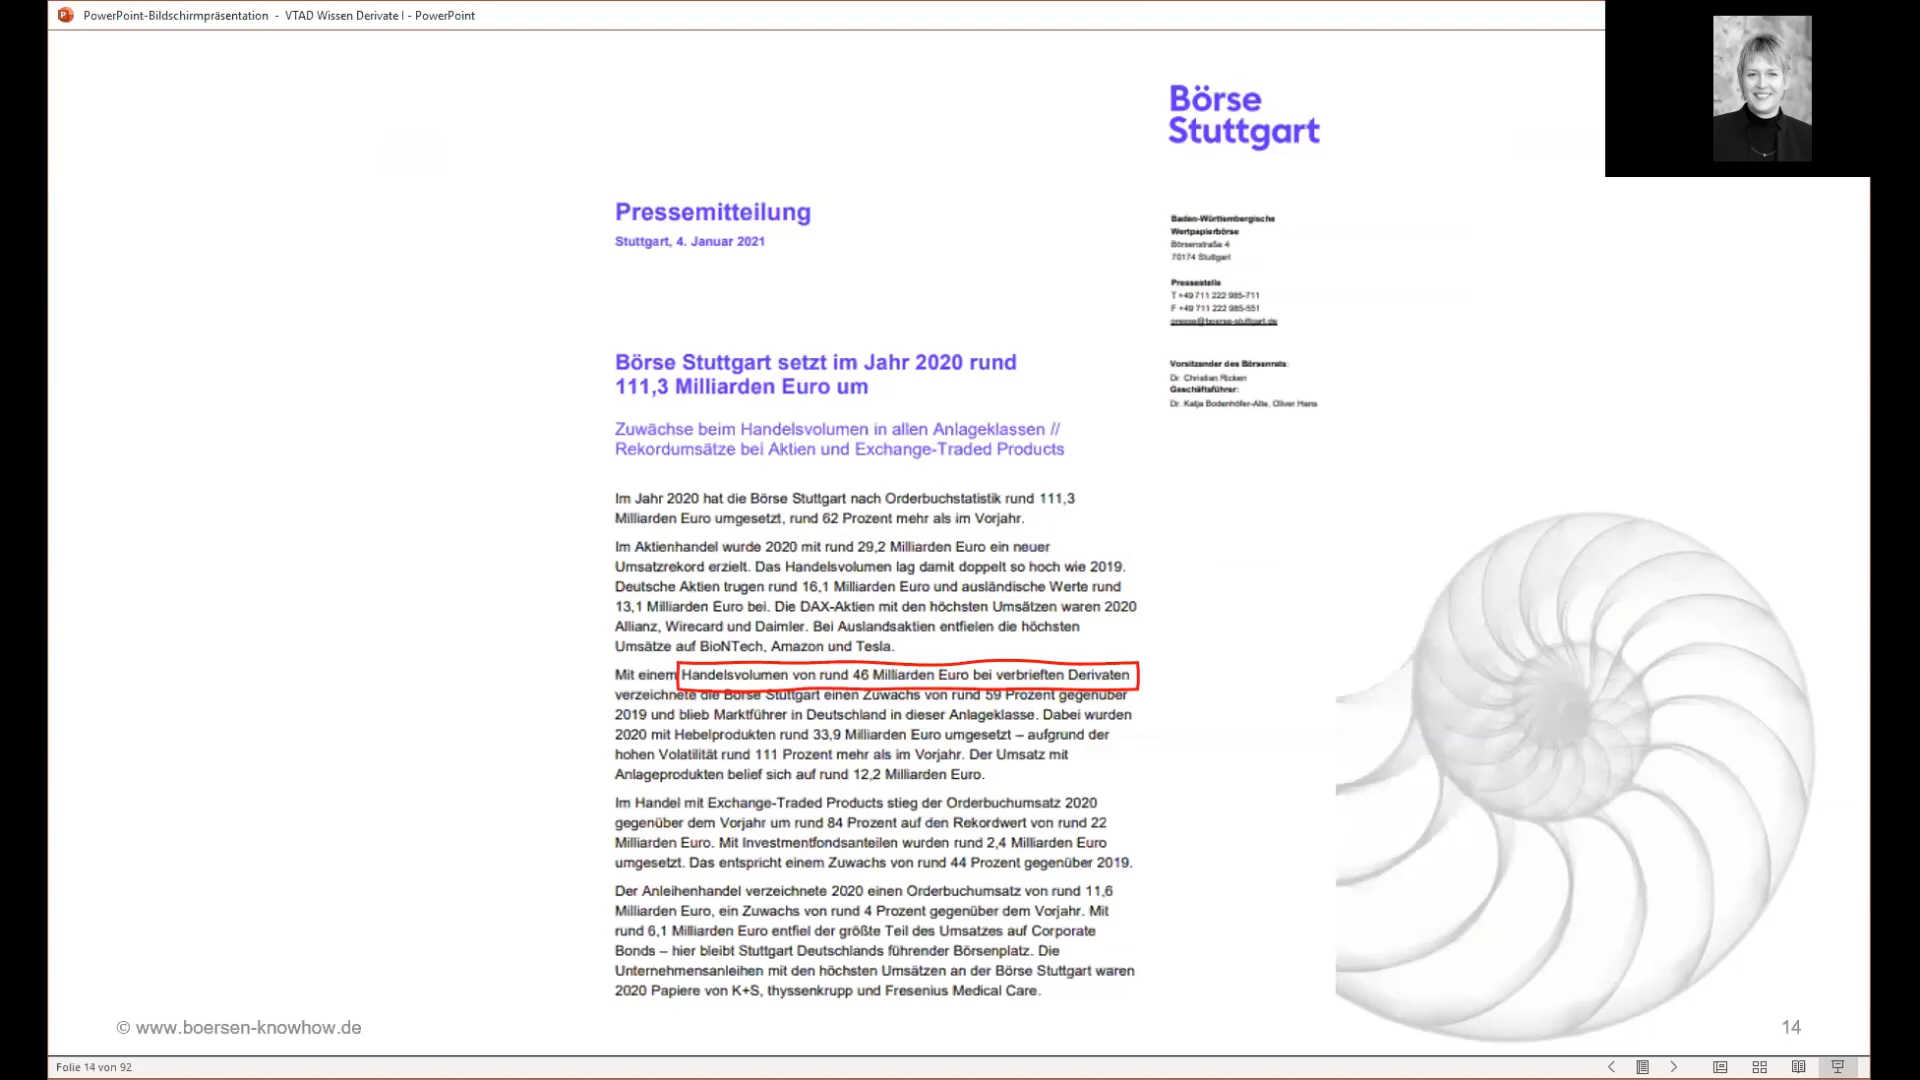 PowerPoint-Bildschirmpräsentation - VTAD Wissen Derivate I - PowerPoint
Börse
Stuttgart
Pressemitteilung
Stuttgart, 4. Januar 2021
Baden-Württembergische
Wertpapierbörse
Börsenstraße 4
70174 Stuttgart
Pressestelle
T +49 711 222 985-711
F +49 711 222 985-551
presse@boerse-stuttgart.de
Vorsitzender des Börsenrats:
Dr. Christian Ricken
Geschäftsführer:
Dr. Katja Bodenhöfer-Alte, Oliver Hans
Börse Stuttgart setzt im Jahr 2020 rund
111,3 Milliarden Euro um
Zuwächse beim Handelsvolumen in allen Anlageklassen //
Rekordumsätze bei Aktien und Exchange-Traded Products
Im Jahr 2020 hat die Börse Stuttgart nach Orderbuchstatistik rund 111,3
Milliarden Euro umgesetzt, rund 62 Prozent mehr als im Vorjahr.
Im Aktienhandel wurde 2020 mit rund 29,2 Milliarden Euro ein neuer
Umsatzrekord erzielt. Das Handelsvolumen lag damit doppelt so hoch wie 2019.
Deutsche Aktien trugen rund 16,1 Milliarden Euro und ausländische Werte rund
13,1 Milliarden Euro bei. Die DAX-Aktien mit den höchsten Umsätzen waren 2020
Allianz, Wirecard und Daimler. Bei Auslandsaktien entfielen die höchsten
Umsätze auf BioNTech, Amazon und Tesla.
Mit einem Handelsvolumen von rund 46 Milliarden Euro bei verbrieften Derivaten
verzeichnete die Börse Stuttgart einen Zuwachs von rund 59 Prozent gegenüber
2019 und blieb Marktführer in Deutschland in dieser Anlageklasse. Dabei wurden
2020 mit Hebelprodukten rund 33,9 Milliarden Euro umgesetzt – aufgrund der
hohen Volatilität rund 111 Prozent mehr als im Vorjahr. Der Umsatz mit
Anlageprodukten belief sich auf rund 12,2 Milliarden Euro.
Im Handel mit Exchange-Traded Products stieg der Orderbuchumsatz 2020
gegenüber dem Vorjahr um rund 84 Prozent auf den Rekordwert von rund 22
Milliarden Euro. Mit Investmentfondsanteilen wurden rund 2,4 Milliarden Euro
umgesetzt. Das entspricht einem Zuwachs von rund 44 Prozent gegenüber 2019.
Der Anleihenhandel verzeichnete 2020 einen Orderbuchumsatz von rund 11,6
Milliarden Euro, ein Zuwachs von rund 4 Prozent gegenüber dem Vorjahr. Mit
rund 6,1 Milliarden Euro entfiel der größte Teil des Umsatzes auf Corporate
Bonds – hier bleibt Stuttgart Deutschlands führender Börsenplatz. Die
Unternehmensanleihen mit den höchsten Umsätzen an der Börse Stuttgart waren
2020 Papiere von K+S, thyssenkrupp und Fresenius Medical Care.
© www.boersen-knowhow.de
14
Folie 14 von 92